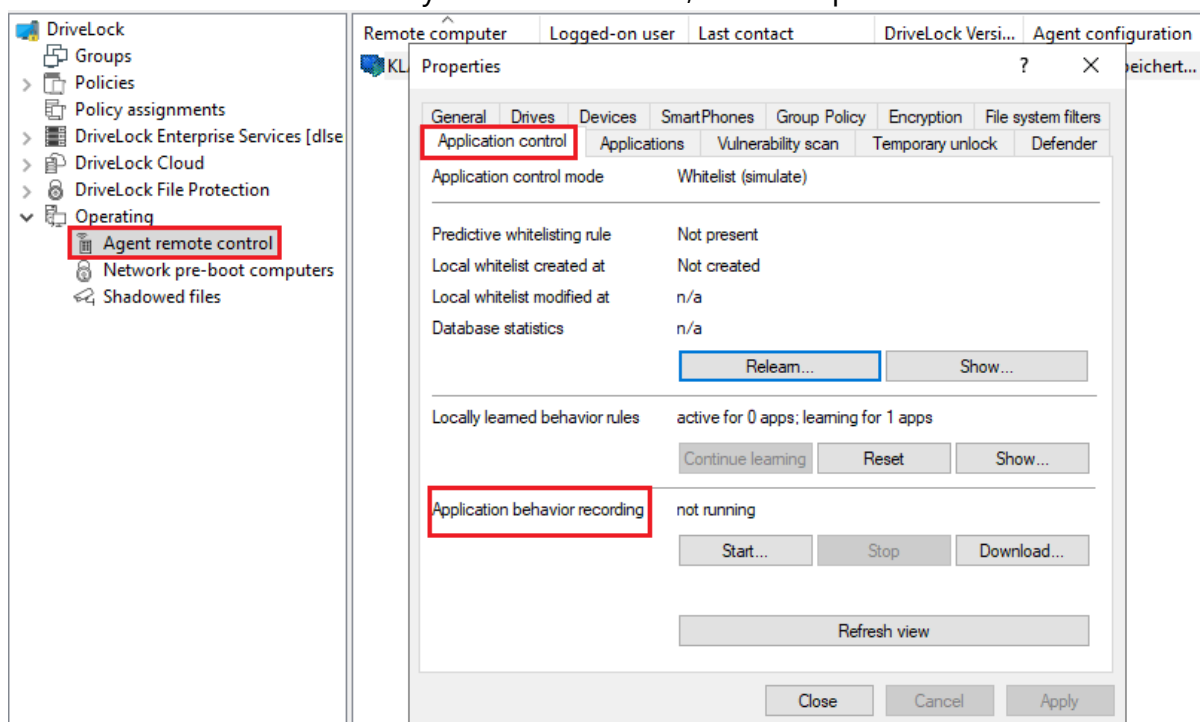 DriveLock
Groups
Policies
Policy assignments
DriveLock Enterprise Services [dlse
DriveLock Cloud
DriveLock File Protection
Operating
Agent remote control
Network pre-boot computers
Shadowed files
Remote computer Logged-on user Last contact DriveLock Versi... Agent configuration
KL
peichert...
Properties ? ×
General Drives Devices SmartPhones Group Policy Encryption File system filters
Application control Applications Vulnerability scan Temporary unlock Defender
Application control mode Whitelist (simulate)
Predictive whitelisting rule Not present
Local whitelist created at Not created
Local whitelist modified at n/a
Database statistics n/a
Relearn... Show...
Locally learned behavior rules active for 0 apps; learning for 1 apps
Continue learning Reset Show...
Application behavior recording not running
Start... Stop Download...
Refresh view
Close Cancel Apply